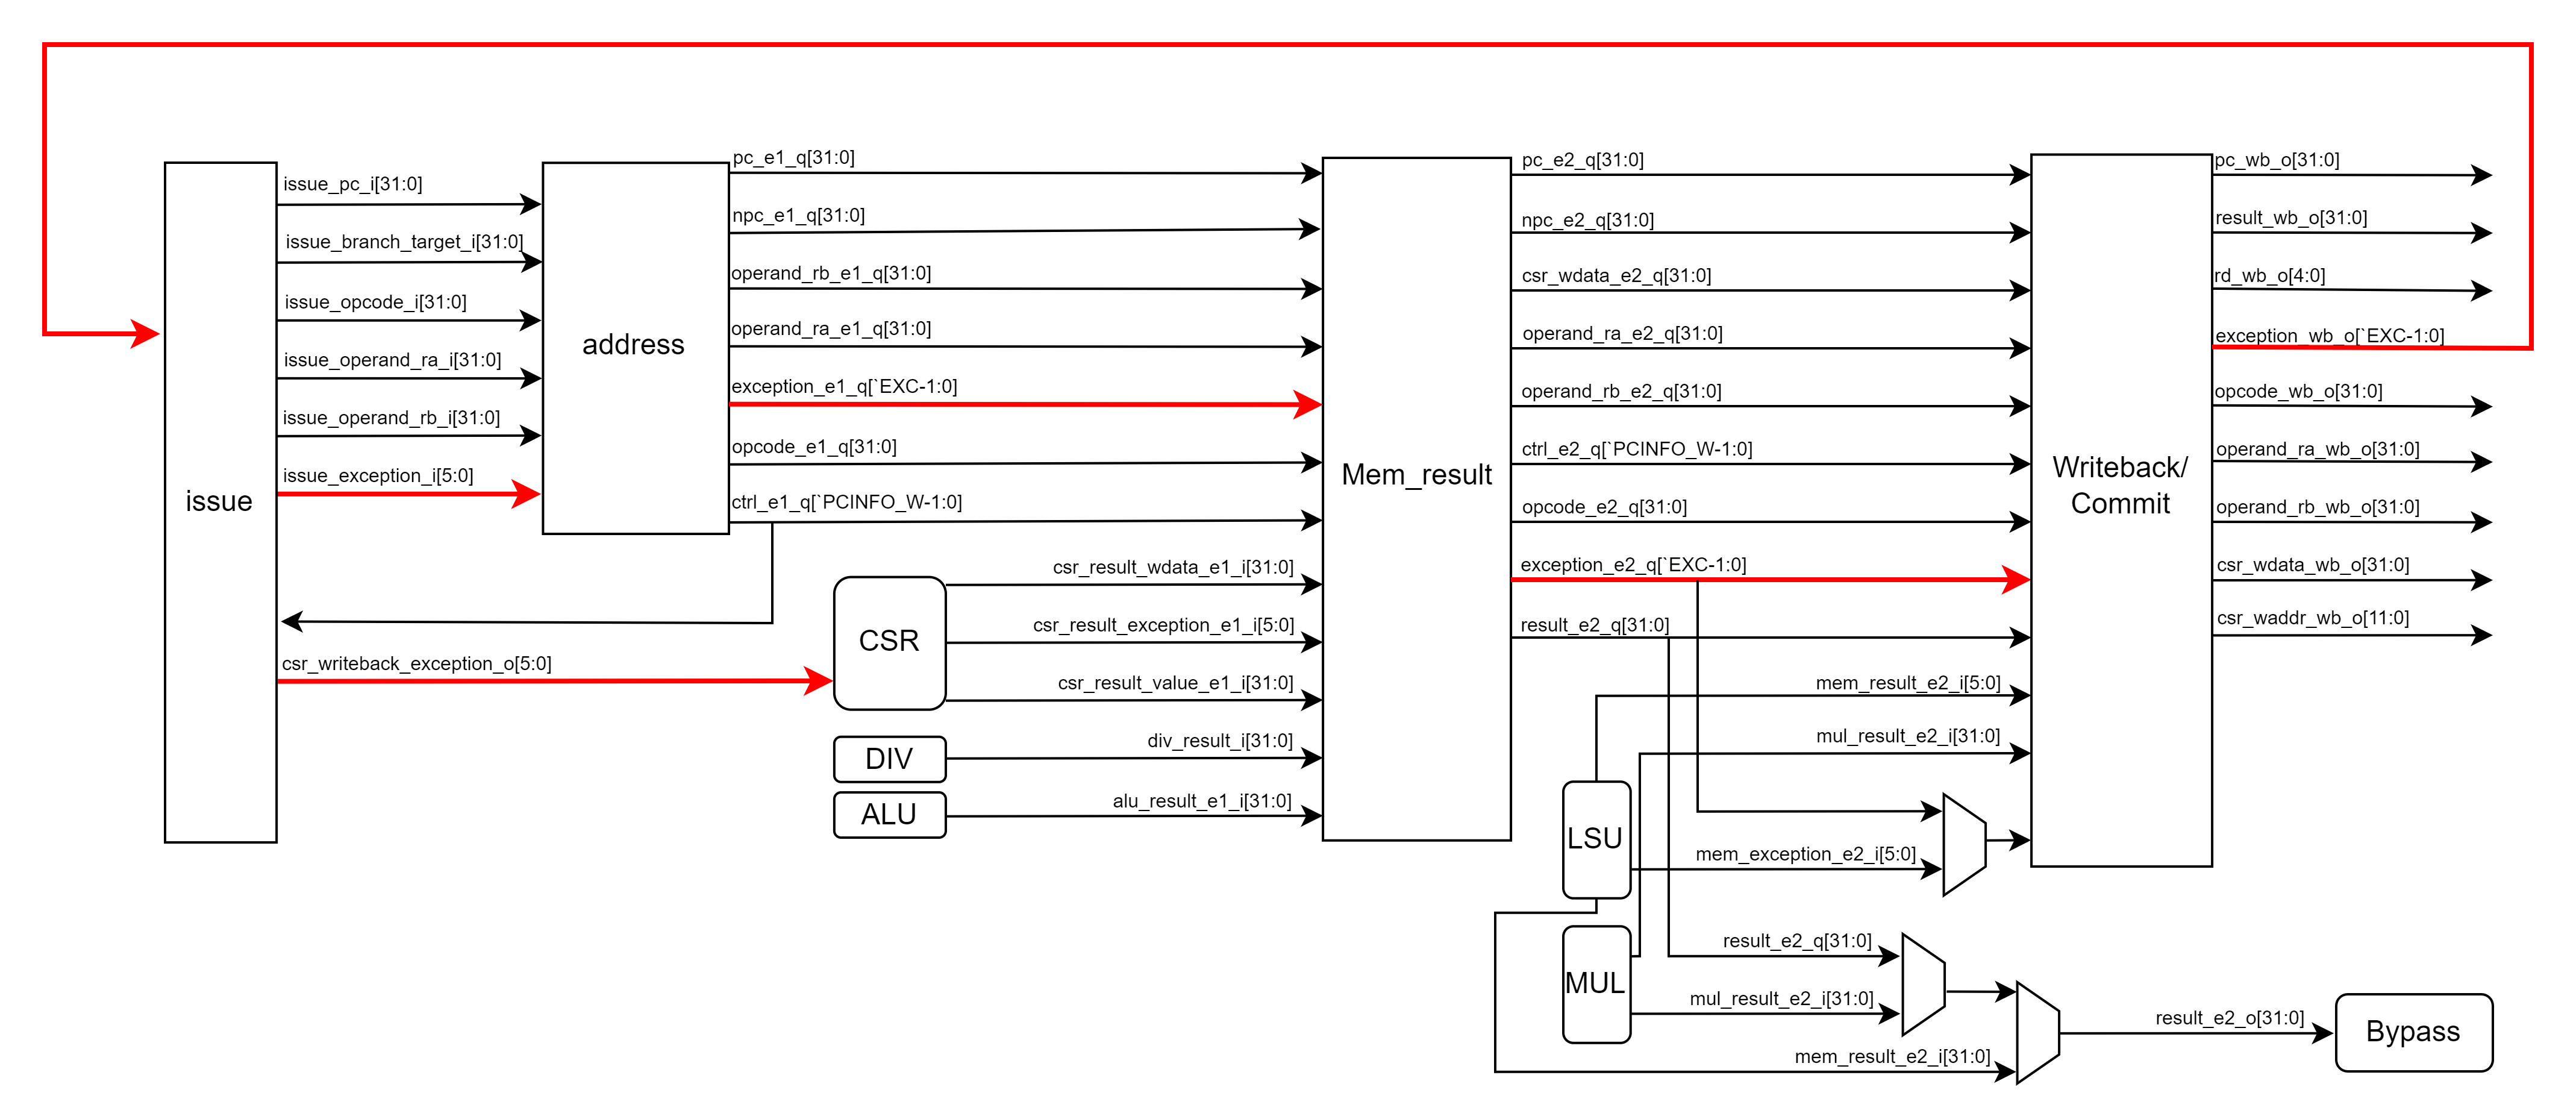 issue
issue_pc_i[31:0]
issue_branch_target_i[31:0]
issue_opcode_i[31:0]
issue_operand_ra_i[31:0]
issue_operand_rb_i[31:0]
issue_exception_i[5:0]
csr_writeback_exception_o[5:0]
address
pc_e1_q[31:0]
npc_e1_q[31:0]
operand_rb_e1_q[31:0]
operand_ra_e1_q[31:0]
exception_e1_q[`EXC-1:0]
opcode_e1_q[31:0]
ctrl_e1_q[`PCINFO_W-1:0]
CSR
csr_result_wdata_e1_i[31:0]
csr_result_exception_e1_i[5:0]
csr_result_value_e1_i[31:0]
DIV
div_result_i[31:0]
ALU
alu_result_e1_i[31:0]
Mem_result
pc_e2_q[31:0]
npc_e2_q[31:0]
csr_wdata_e2_q[31:0]
operand_ra_e2_q[31:0]
operand_rb_e2_q[31:0]
ctrl_e2_q[`PCINFO_W-1:0]
opcode_e2_q[31:0]
exception_e2_q[`EXC-1:0]
result_e2_q[31:0]
mem_result_e2_i[5:0]
mul_result_e2_i[31:0]
LSU
mem_exception_e2_i[5:0]
MUL
result_e2_q[31:0]
mul_result_e2_i[31:0]
mem_result_e2_i[31:0]
Writeback/
Commit
pc_wb_o[31:0]
result_wb_o[31:0]
rd_wb_o[4:0]
exception_wb_o[`EXC-1:0]
opcode_wb_o[31:0]
operand_ra_wb_o[31:0]
operand_rb_wb_o[31:0]
csr_wdata_wb_o[31:0]
csr_waddr_wb_o[11:0]
result_e2_o[31:0]
Bypass